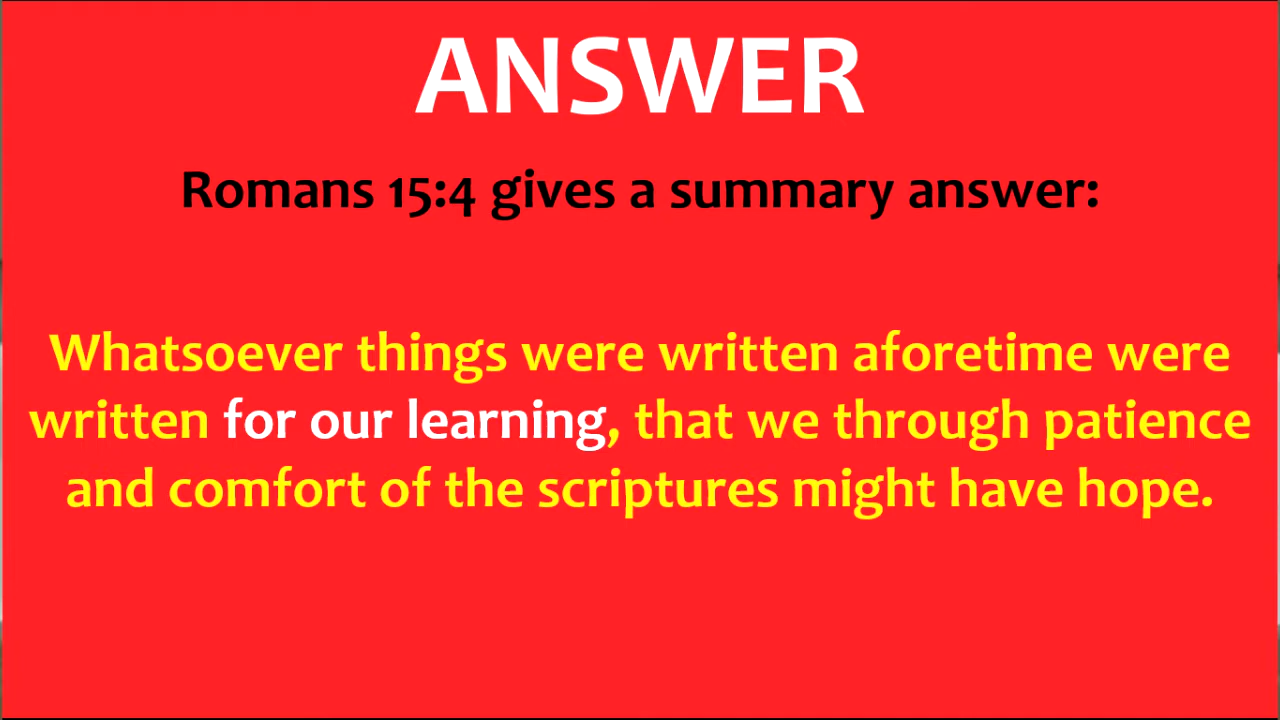 ANSWER
Romans 15:4 gives a summary answer:
Whatsoever things were written aforetime were
written for our learning, that we through patience
and comfort of the scriptures might have hope.